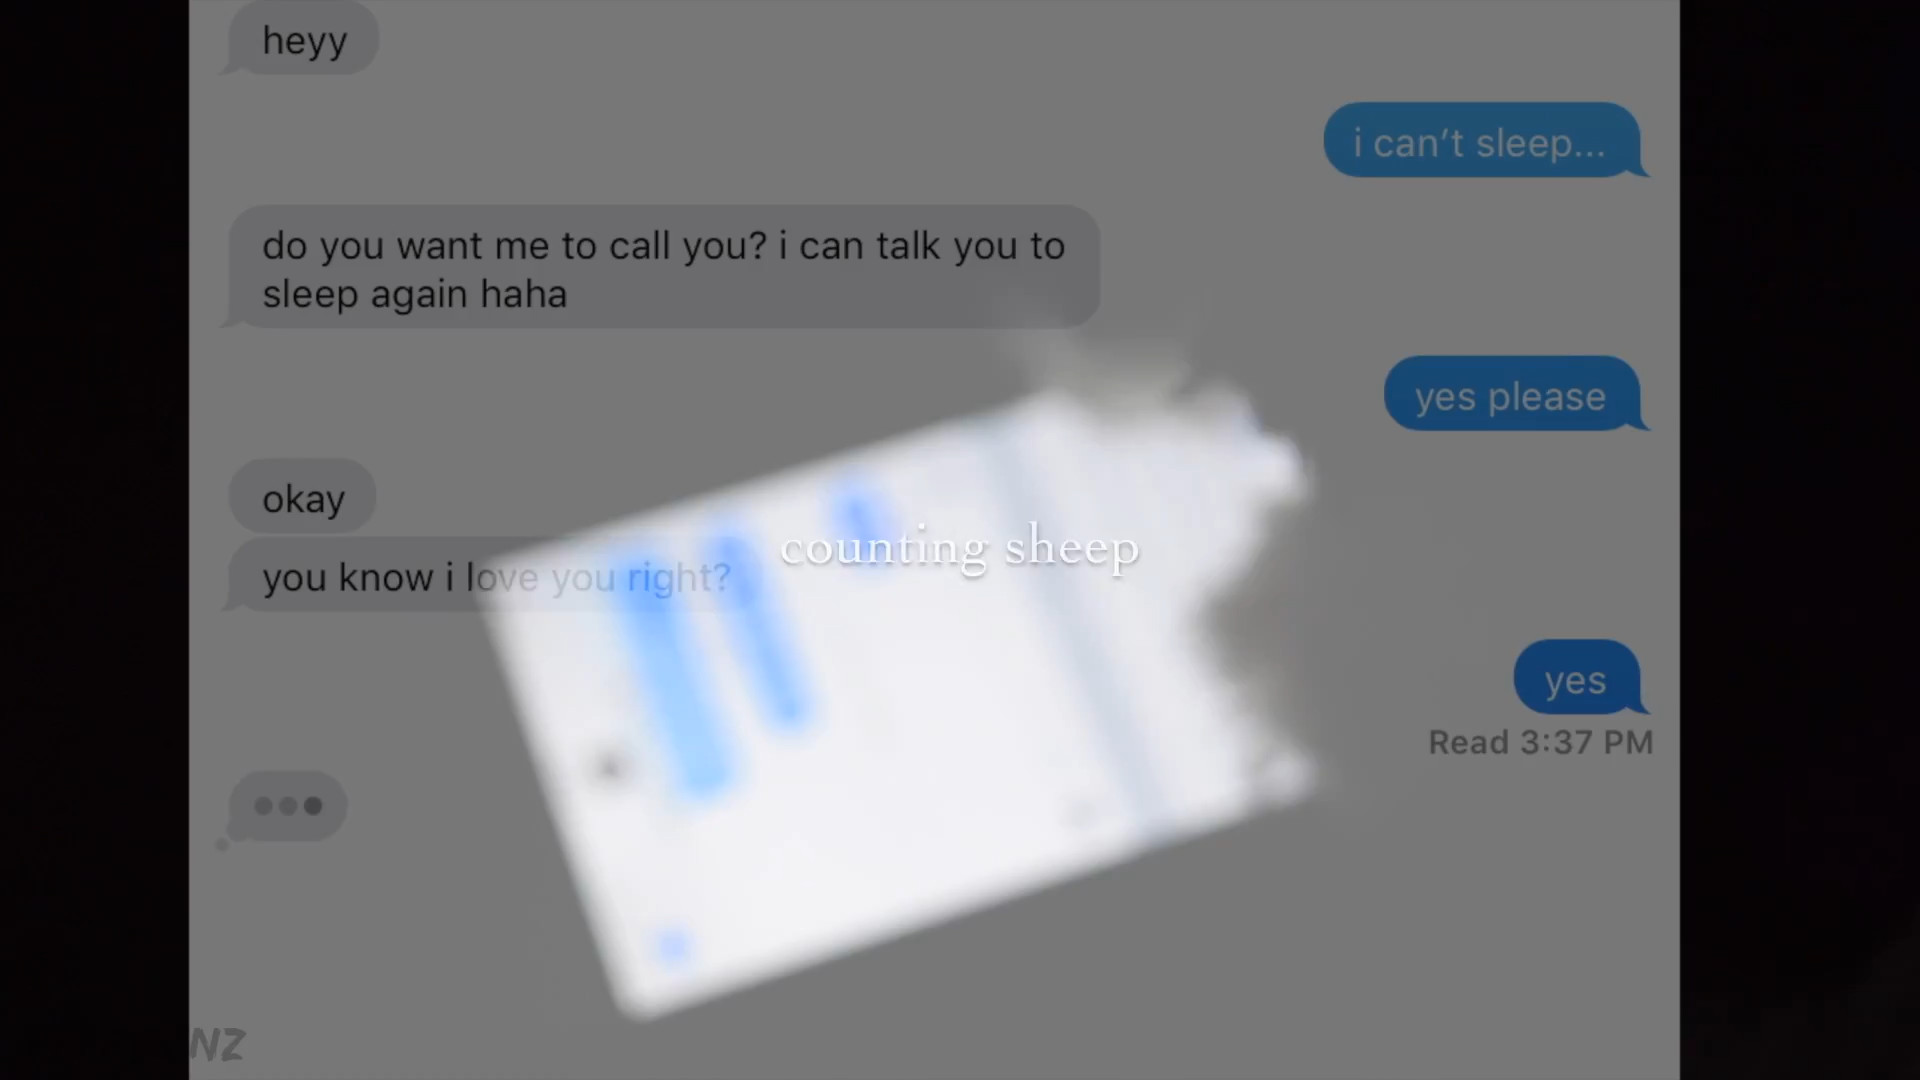 heyy
i can’t sleep...
do you want me to call you? i can talk you to
sleep again haha
yes please
okay
counting sheep
you know i love you right?
yes
Read 3:37 PM
NZ